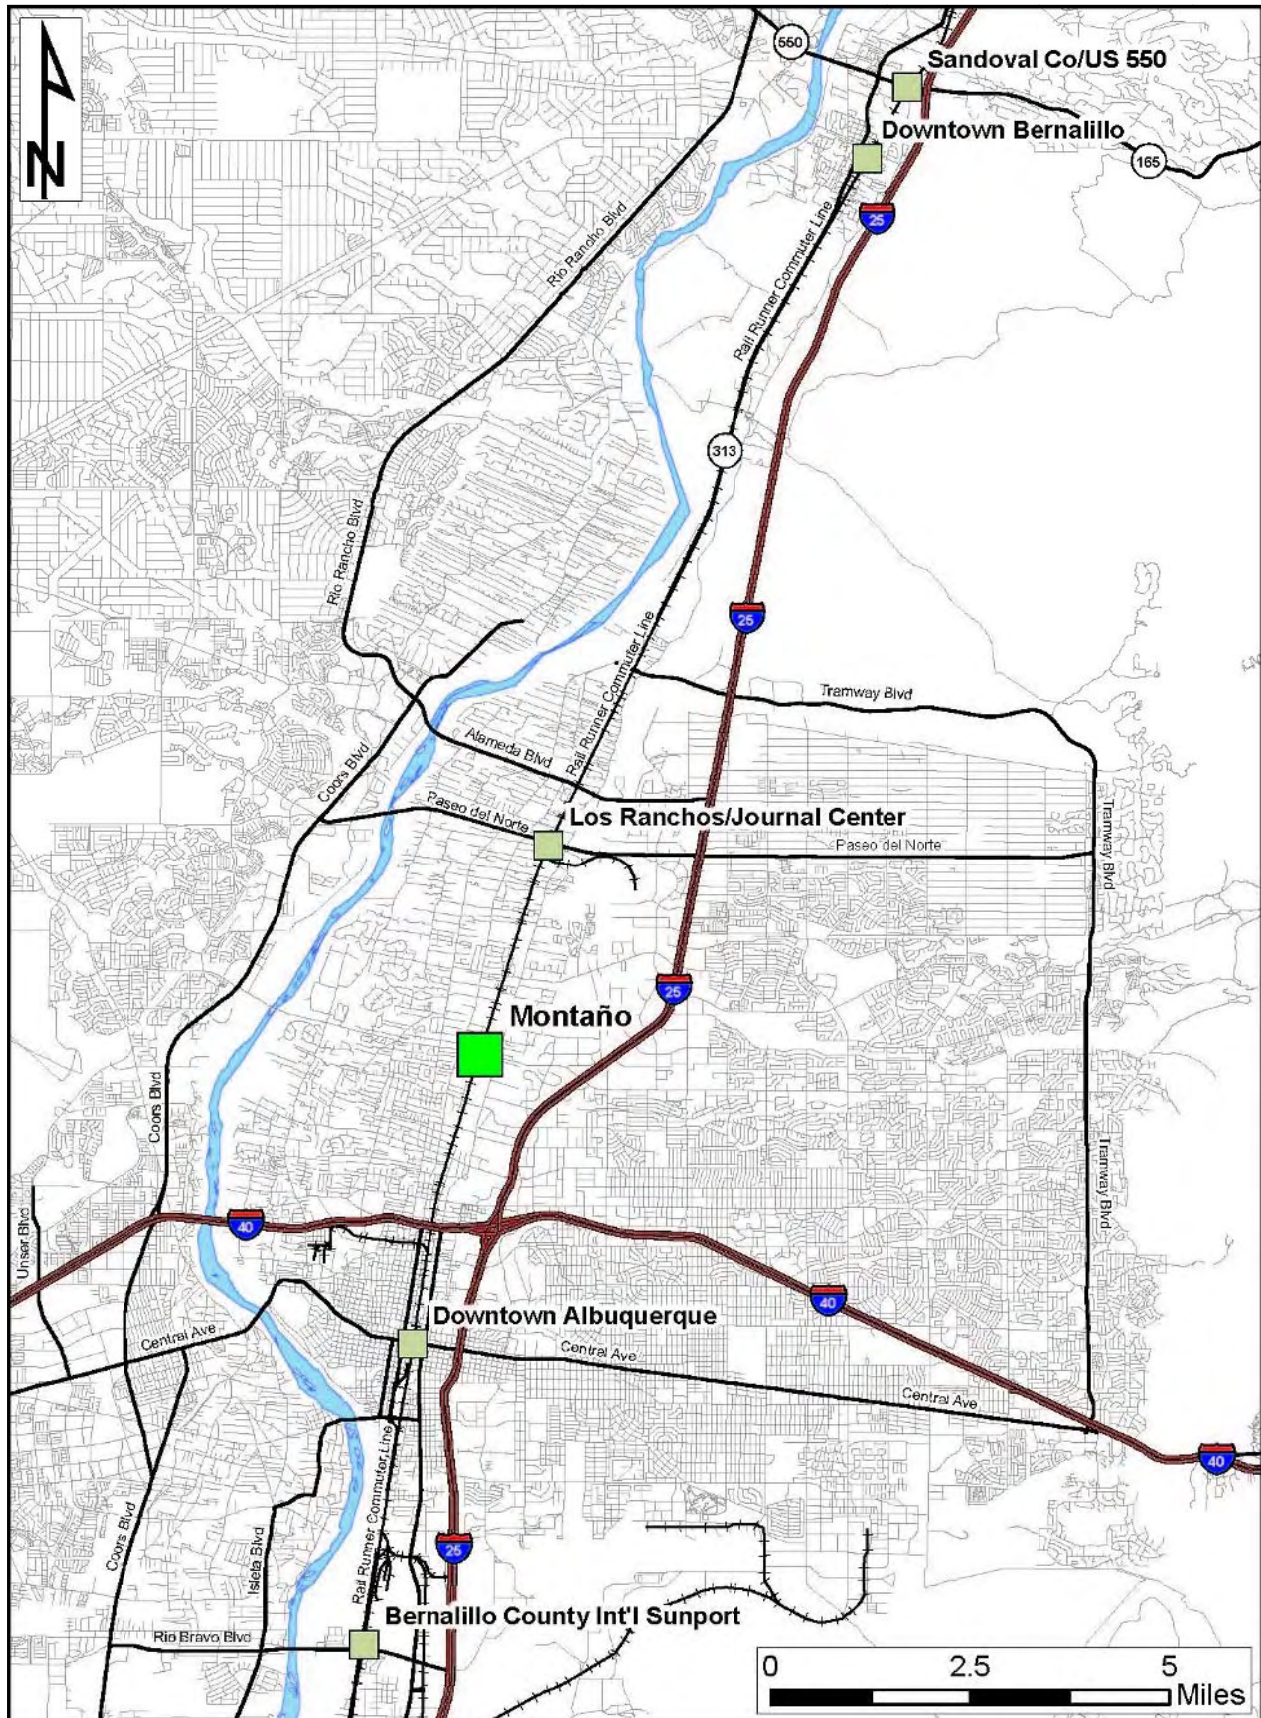 550
Sandoval Co/US 550
Downtown Bernalillo
165
25
Rio Rancho Blvd
Rail Runner Commuter Line
313
Rio Rancho Blvd
25
Rail Runner Commuter Line
Tramway Blvd
Alameda Blvd
Coors Blvd
Paseo del Norte
Los Ranchos/Journal Center
Paseo del Norte
Tramway Blvd
25
Montaño
Coors Blvd
Tramway Blvd
Unser Blvd
40
40
Downtown Albuquerque
Central Ave
Central Ave
Central Ave
40
Rail Runner Commuter Line
Coors Blvd
Isleta Blvd
25
Bernalillo County Int'l Sunport
Rio Bravo Blvd
0 2.5 5
Miles
N